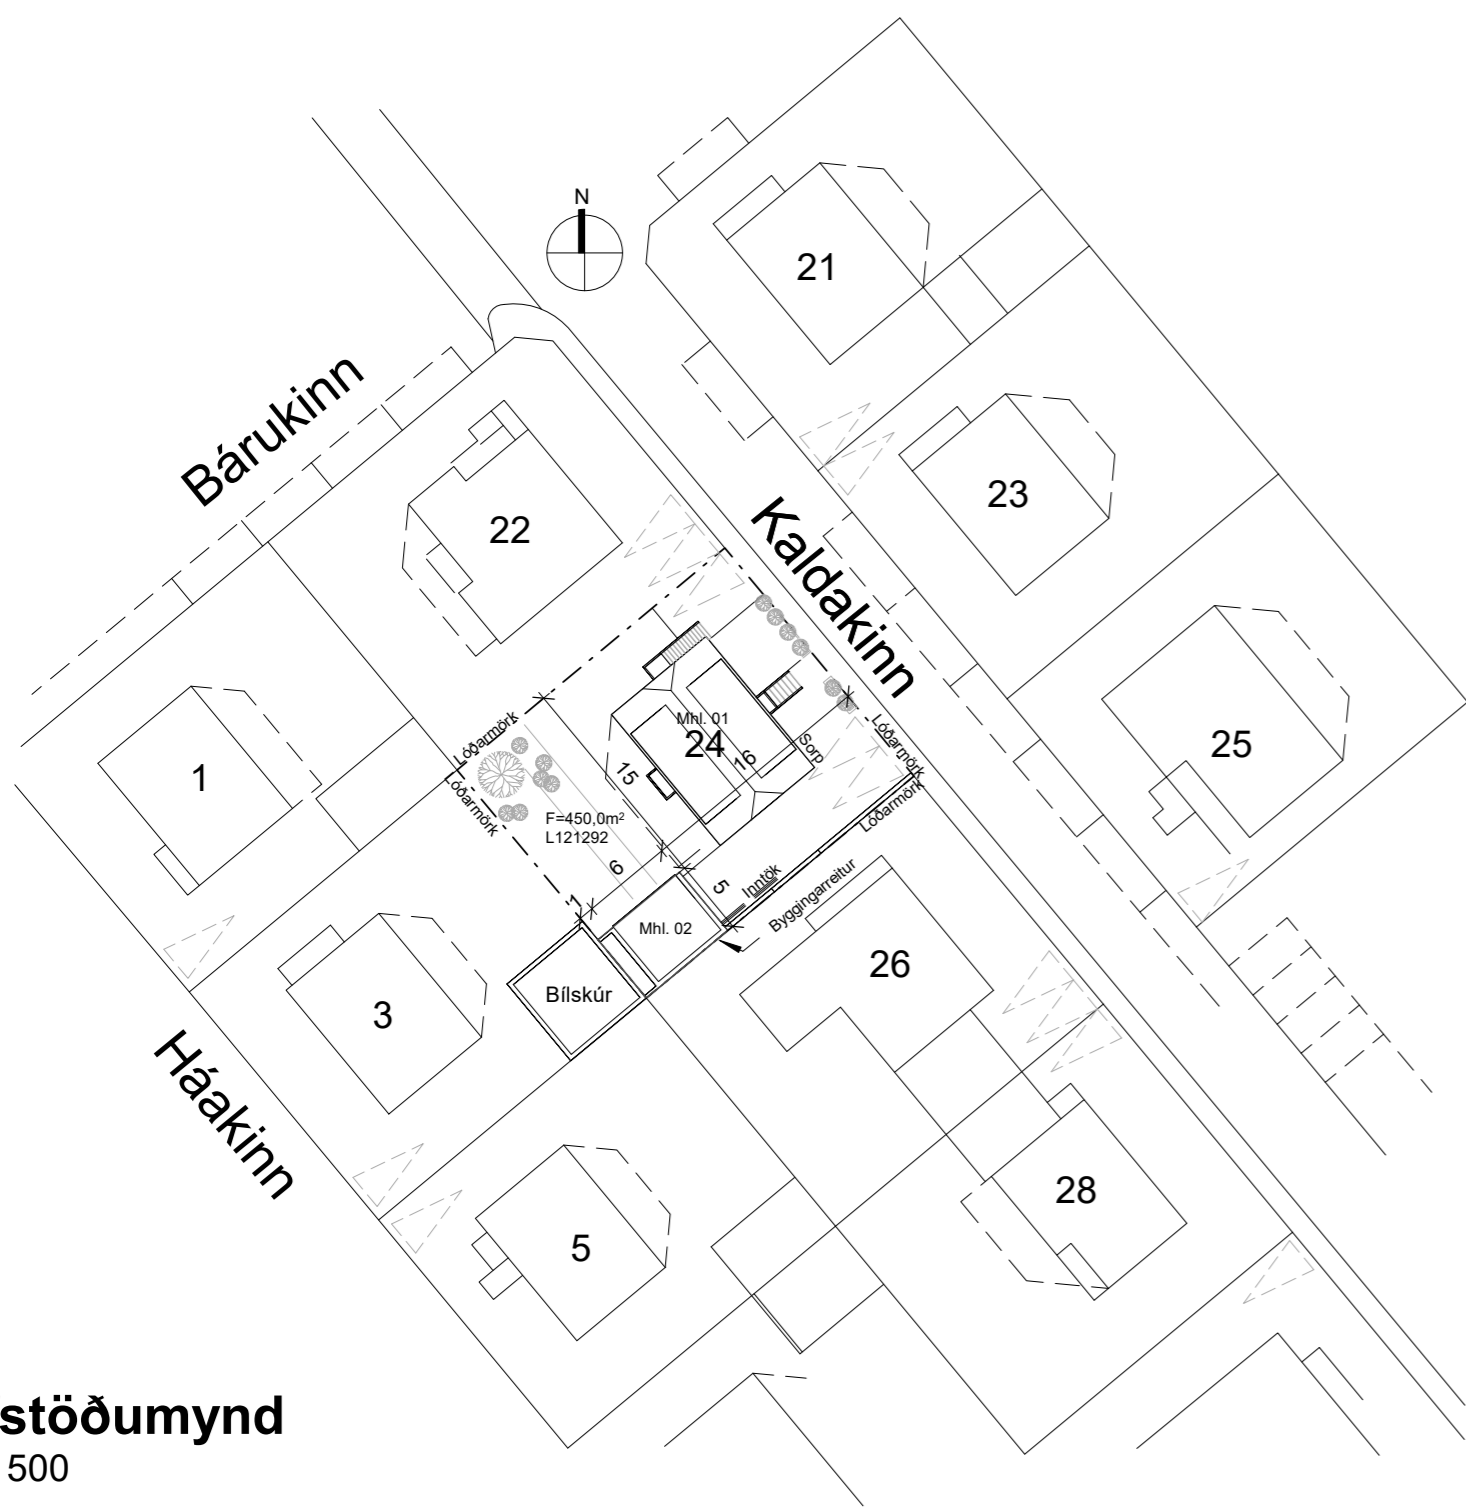 N
21
Bárukinn
23
22
Kaldakinn
Mhl. 01
24
16
Sorp
15
Lóðarmörk
Lóðarmörk
Lóðarmörk
Lóðarmörk
25
1
F=450,0m²
L121292
6
5
Inntök
Byggingarreitur
1
Mhl. 02
26
Bílskúr
3
Háakinn
28
5
stöðumynd
500